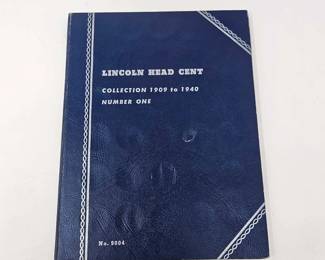 LINCOLN HEAD CENT
COLLECTION 1909 to 1940
NUMBER ONE
No. 9004